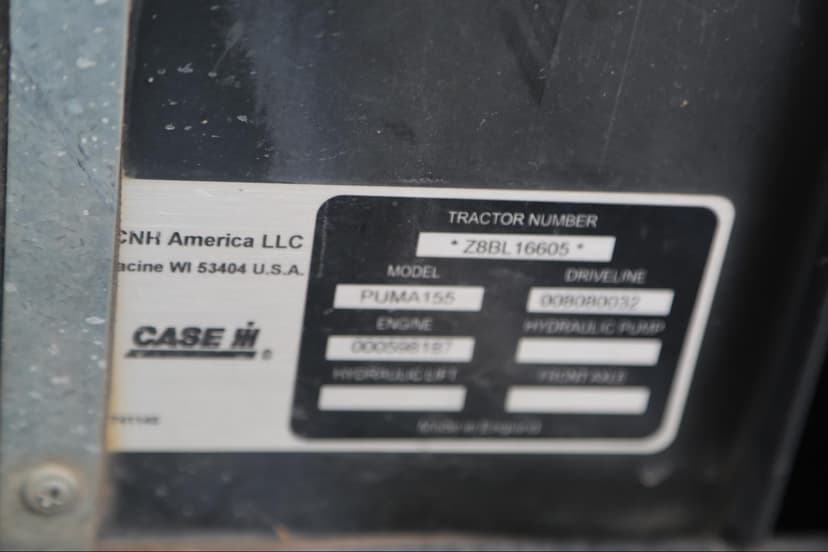 CNH America LLC
acine WI 53404 U.S.A.
CASE IH
®
TRACTOR NUMBER
* Z8BL16605 *
MODEL
DRIVELINE
PUMA155
008080032
ENGINE
HYDRAULIC PUMP
000598187
HYDRAULIC LIFT
FRONT AXLE
Made in England